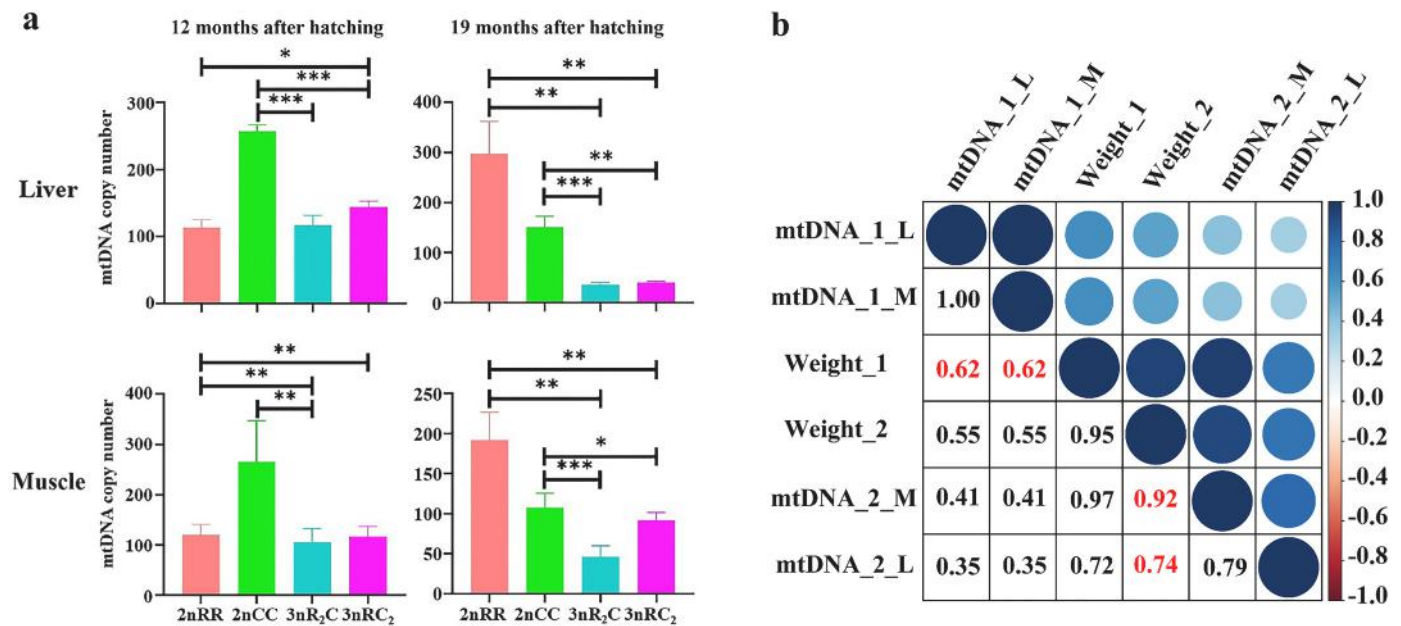 a
12 months after hatching
19 months after hatching
Liver
mtDNA copy number
300
200
100
0
*
***
***
400
300
200
100
0
**
**
**
***
Muscle
mtDNA copy number
400
300
200
100
0
**
**
**
250
200
150
100
50
0
**
**
*
***
2nRR 2nCC 3nR₂C 3nRC₂
2nRR 2nCC 3nR₂C 3nRC₂
b
mtDNA_1_L mtDNA_1_M Weight_1 Weight_2 mtDNA_2_M mtDNA_2_L
mtDNA_1_L
mtDNA_1_M 1.00
Weight_1 0.62 0.62
Weight_2 0.55 0.55 0.95
mtDNA_2_M 0.41 0.41 0.97 0.92
mtDNA_2_L 0.35 0.35 0.72 0.74 0.79
1.0
0.8
0.6
0.4
0.2
0.0
-0.2
-0.4
-0.6
-0.8
-1.0